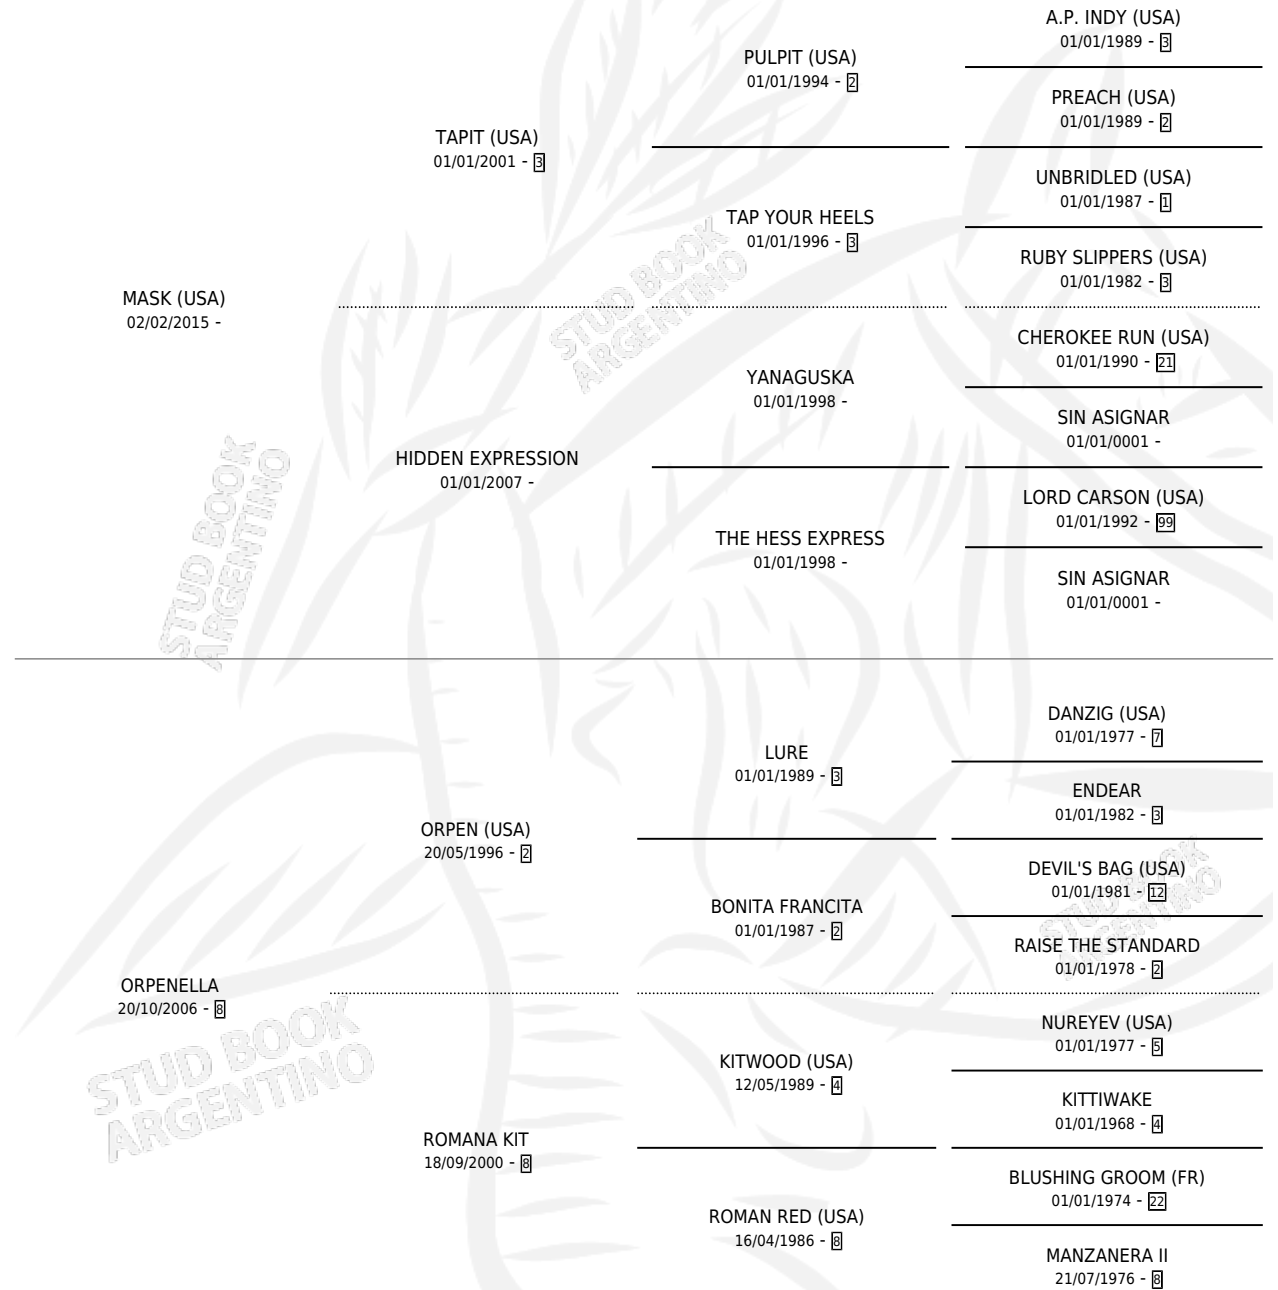 A.P. INDY (USA)
01/01/1989 - 3
PULPIT (USA)
01/01/1994 - 2
PREACH (USA)
01/01/1989 - 2
TAPIT (USA)
01/01/2001 - 3
UNBRIDLED (USA)
01/01/1987 - 1
TAP YOUR HEELS
01/01/1996 - 3
RUBY SLIPPERS (USA)
01/01/1982 - 3
MASK (USA)
02/02/2015 -
STUD BOOK
ARGENTINO
CHEROKEE RUN (USA)
01/01/1990 - 21
YANAGUSKA
01/01/1998 -
SIN ASIGNAR
01/01/0001 -
HIDDEN EXPRESSION
01/01/2007 -
LORD CARSON (USA)
01/01/1992 - 99
THE HESS EXPRESS
01/01/1998 -
SIN ASIGNAR
01/01/0001 -
STUD BOOK
ARGENTINO
DANZIG (USA)
01/01/1977 - 7
LURE
01/01/1989 - 3
ENDEAR
01/01/1982 - 3
ORPEN (USA)
20/05/1996 - 2
DEVIL'S BAG (USA)
01/01/1981 - 12
BONITA FRANCITA
01/01/1987 - 2
STUD BOOK
ARGENTINO
RAISE THE STANDARD
01/01/1978 - 2
ORPENELLA
20/10/2006 - 8
STUD BOOK
ARGENTINO
NUREYEV (USA)
01/01/1977 - 5
KITWOOD (USA)
12/05/1989 - 4
KITTIWAKE
01/01/1968 - 4
ROMANA KIT
18/09/2000 - 8
BLUSHING GROOM (FR)
01/01/1974 - 22
ROMAN RED (USA)
16/04/1986 - 8
MANZANERA II
21/07/1976 - 8